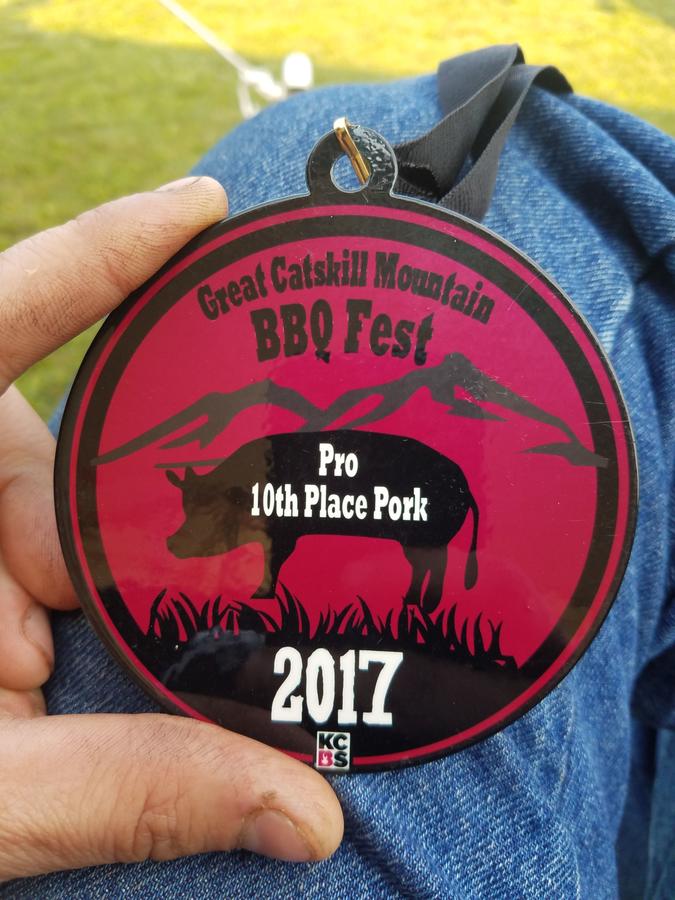 Great Catskill Mountain
BBQ Fest
Pro
10th Place Pork
2017
KC
BS